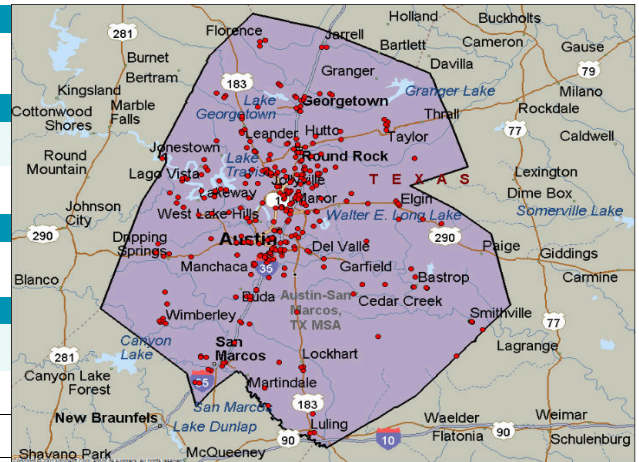 Holland
Buckholts
281
Florence
Jarrell
Cameron
Bartlett
Gause
Burnet
Davilla
Granger
79
Bertram
183
Kingsland
Granger Lake
Milano
Marble
Falls
Lake
Georgetown
Georgetown
Rockdale
Cottonwood
Shores
Thrall
77
Leander
Hutto
Taylor
Caldwell
Jonestown
Round
Mountain
Lake
Travis
Round Rock
Lago Vista
TEXAS
Lexington
Jollyville
Dime Box
Lakeway
Manor
Elgin
Johnson
City
West Lake Hills
Walter E. Long Lake
Somerville Lake
290
Dripping
Springs
Austin
290
Del Valle
Paige
Giddings
Manchaca
35
Garfield
Blanco
Bastrop
Carmine
Buda
Austin-San
Marcos,
TX MSA
Cedar Creek
Wimberley
Smithville
77
Canyon
Lake
San
Marcos
Lagrange
281
Lockhart
Canyon Lake
Forest
35
Martindale
183
San Marcos
New Braunfels
Waelder
Weimar
Luling
Lake Dunlap
90
10
Flatonia
90
Schulenburg
Shavano Park
McQueeney